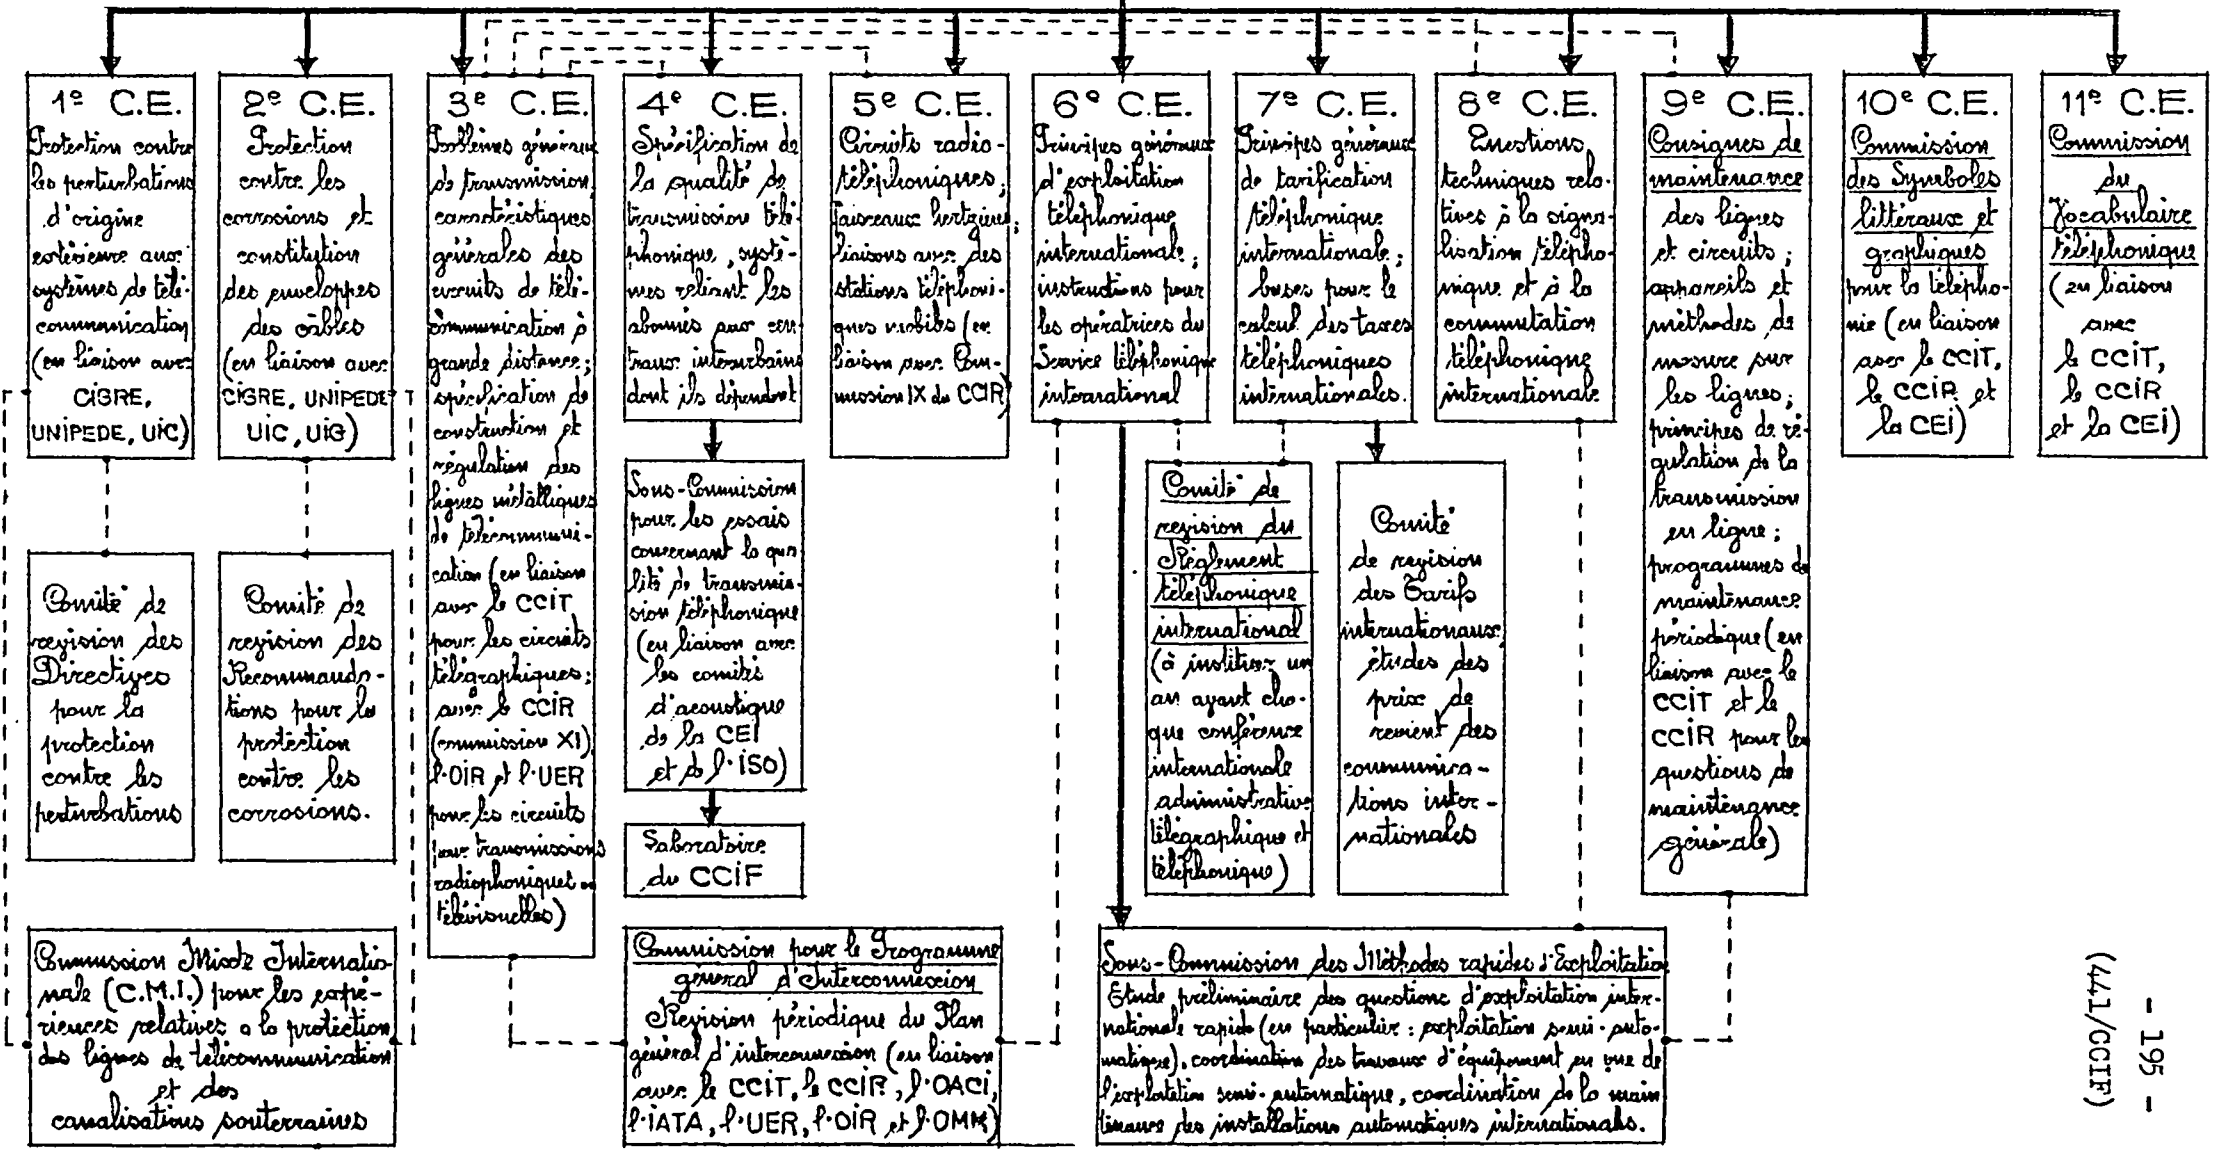 1e C.E.
Protection contre
les perturbations
d'origine
extérieure aux
systèmes de télé-
communication
(en liaison avec
CIGRE,
UNIPEDE, UIC)
2e C.E.
Protection
contre les
corrosions et
constitution
des enveloppes
des câbles
(en liaison avec
CIGRE, UNIPEDE
UIC, UIG)
3e C.E.
Problèmes généraux
de transmission
caractéristiques
générales des
circuits de télé-
communication à
grande distance;
spécification de
construction et
régulation des
lignes métalliques
de télécommuni-
cation (en liaison
avec le CCIT
pour les circuits
télégraphiques;
avec le CCIR
(commission XI)
l'OIR et l'UER
pour les circuits
pour transmissions
radiophoniques ou
télévisuelles)
4e C.E.
Spécification de
la qualité de
transmission télé-
phonique, systè-
mes reliant les
abonnés aux cen-
traux interurbains
dont ils dépendent
5e C.E.
Circuits radio-
téléphoniques,
faisceaux hertziens;
liaisons avec des
stations téléphoni-
ques mobiles (en
liaison avec Com-
mission IX du CCIR)
6e C.E.
Principes généraux
d'exploitation
téléphonique
internationale;
instructions pour
les opératrices du
Service téléphonique
international
7e C.E.
Principes généraux
de tarification
téléphonique
internationale;
bases pour le
calcul des taxes
téléphoniques
internationales.
8e C.E.
Questions
techniques rela-
tives à la signa-
lisation télépho-
nique et à la
commutation
téléphonique
internationale
9e C.E.
Consignes de
maintenance
des lignes
et circuits;
appareils et
méthodes de
mesure sur
les lignes;
principes de ré-
gulation de la
transmission
en ligne;
programmes de
maintenance
périodique (en
liaison avec le
CCIT et le
CCIR pour les
questions de
maintenance
générale)
10e C.E.
Commission
des Symboles
littéraux et
graphiques
pour la télépho-
nie (en liaison
avec le CCIT,
le CCIR et
la CEI)
11e C.E.
Commission
du
Vocabulaire
téléphonique
(en liaison
avec
le CCIT,
le CCIR
et la CEI)
Comité de
revision des
Directives
pour la
protection
contre les
perturbations
Comité de
revision des
Recommanda-
tions pour la
protection
contre les
corrosions.
Sous-Commission
pour les essais
concernant la qua
lité de transmis-
sion téléphonique
(en liaison avec
les comités
d'acoustique
de la CEI
et de l'ISO)
Laboratoire
du CCIF
Comité de
revision du
Règlement
téléphonique
international
(à instituer un
an avant cha-
que conférence
internationale
administrative
télégraphique et
téléphonique)
Comité
de revision
des Tarifs
internationaux
études des
prix de
revient des
communica-
tions inter-
nationales
Commission Mixte Internatio-
nale (C.M.I.) pour les expé-
riences relatives a la protection
des lignes de télécommunication
et des
canalisations souterraines
Commission pour le Programme
général d'Interconnexion
Revision périodique du Plan
général d'interconnexion (en liaison
avec le CCIT, le CCIR, l'OACI,
l'IATA, l'UER, l'OIR et l'OMM)
Sous-Commission des Méthodes rapides d'Exploitation
Etude préliminaire des questions d'exploitation inter-
nationale rapide (en particulier: exploitation semi-auto-
matique), coordination des travaux d'équipement en vue de
l'exploitation semi-automatique, coordination de la main
tenance des installations automatiques internationales.
- 195 -
(441/CCIF)